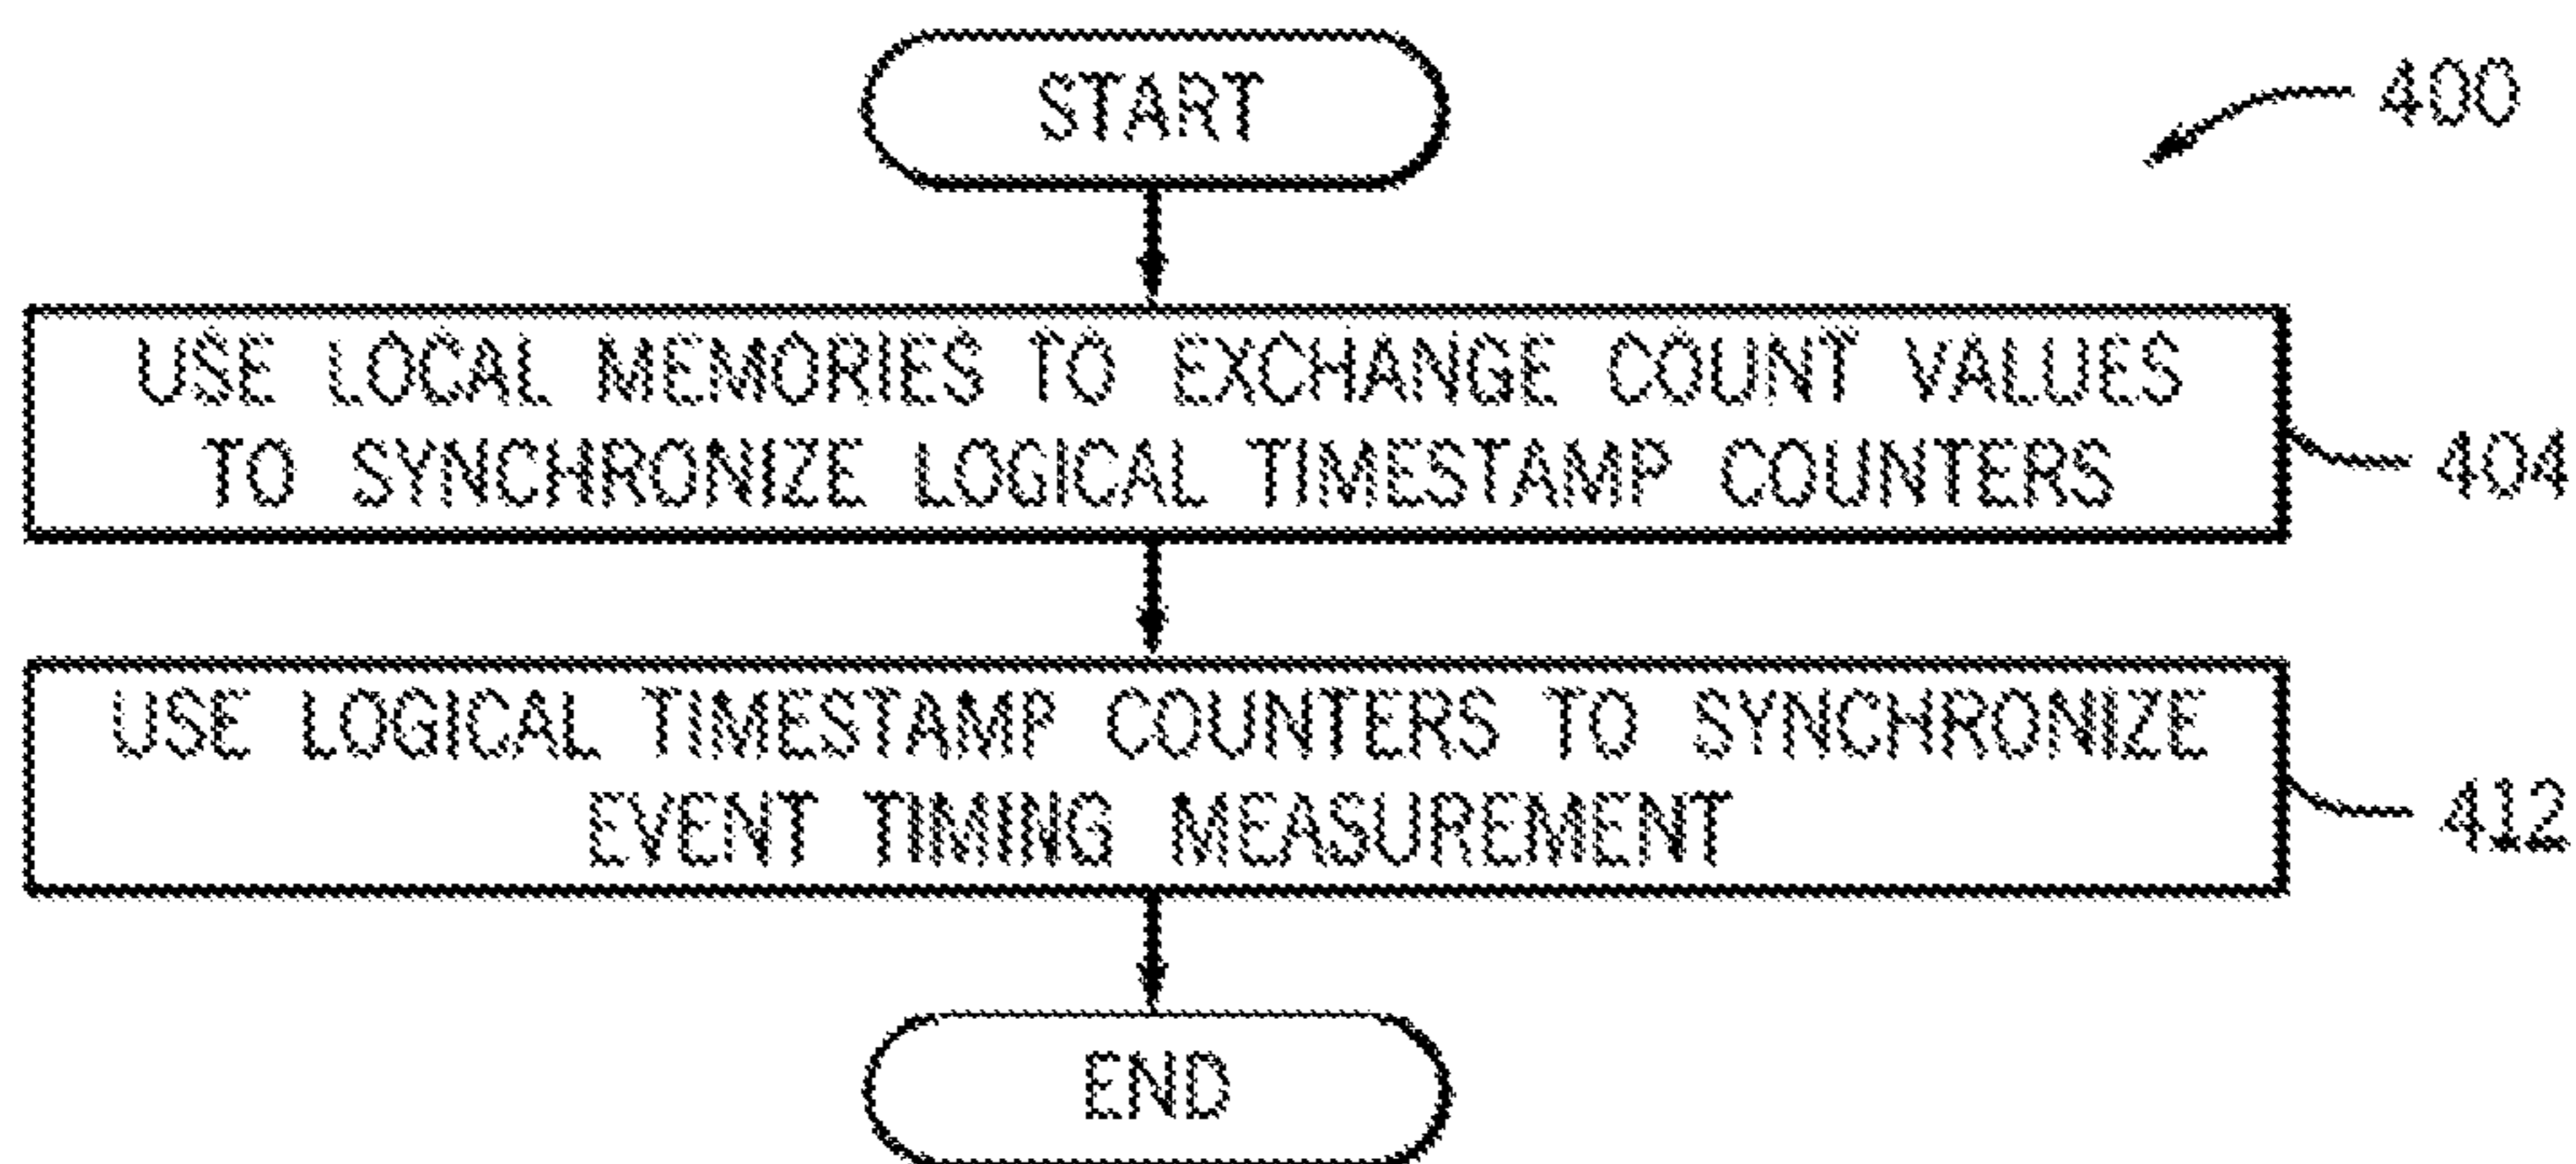 START
400
USE LOCAL MEMORIES TO EXCHANGE COUNT VALUES
TO SYNCHRONIZE LOGICAL TIMESTAMP COUNTERS
404
USE LOGICAL TIMESTAMP COUNTERS TO SYNCHRONIZE
EVENT TIMING MEASUREMENT
412
END